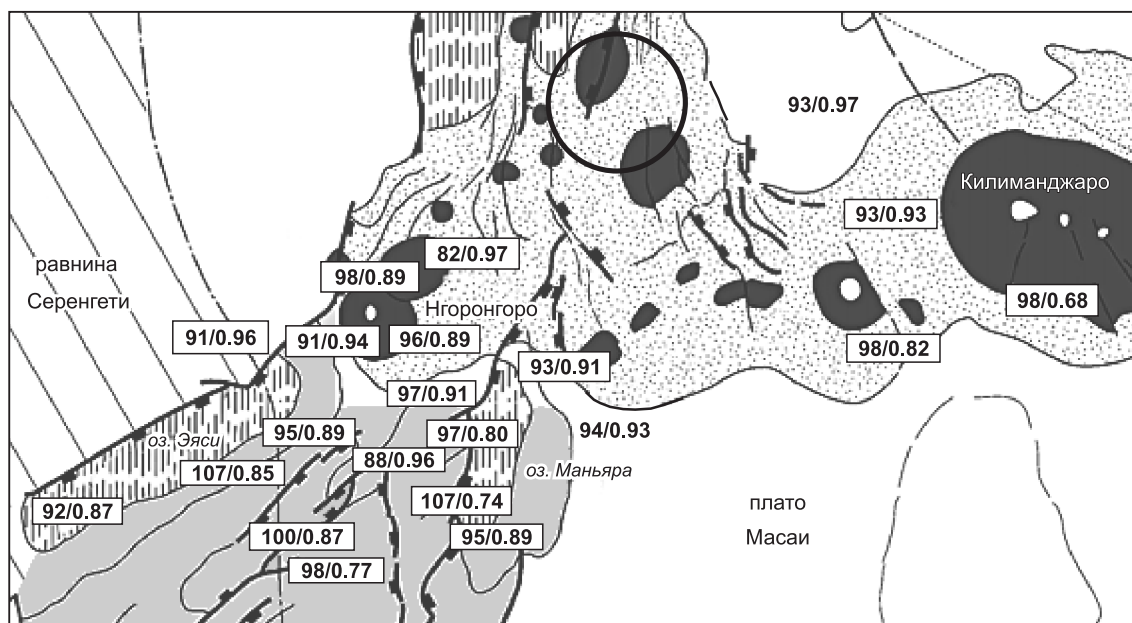 93/0.97
Килиманджаро
93/0.93
82/0.97
равнина
Серенгети
98/0.89
Нгоронгоро
98/0.68
91/0.96
91/0.94
96/0.89
98/0.82
93/0.91
97/0.91
95/0.89
97/0.80
94/0.93
оз. Эяси
88/0.96
оз. Маньяра
107/0.85
107/0.74
плато
92/0.87
100/0.87
95/0.89
Масаи
98/0.77